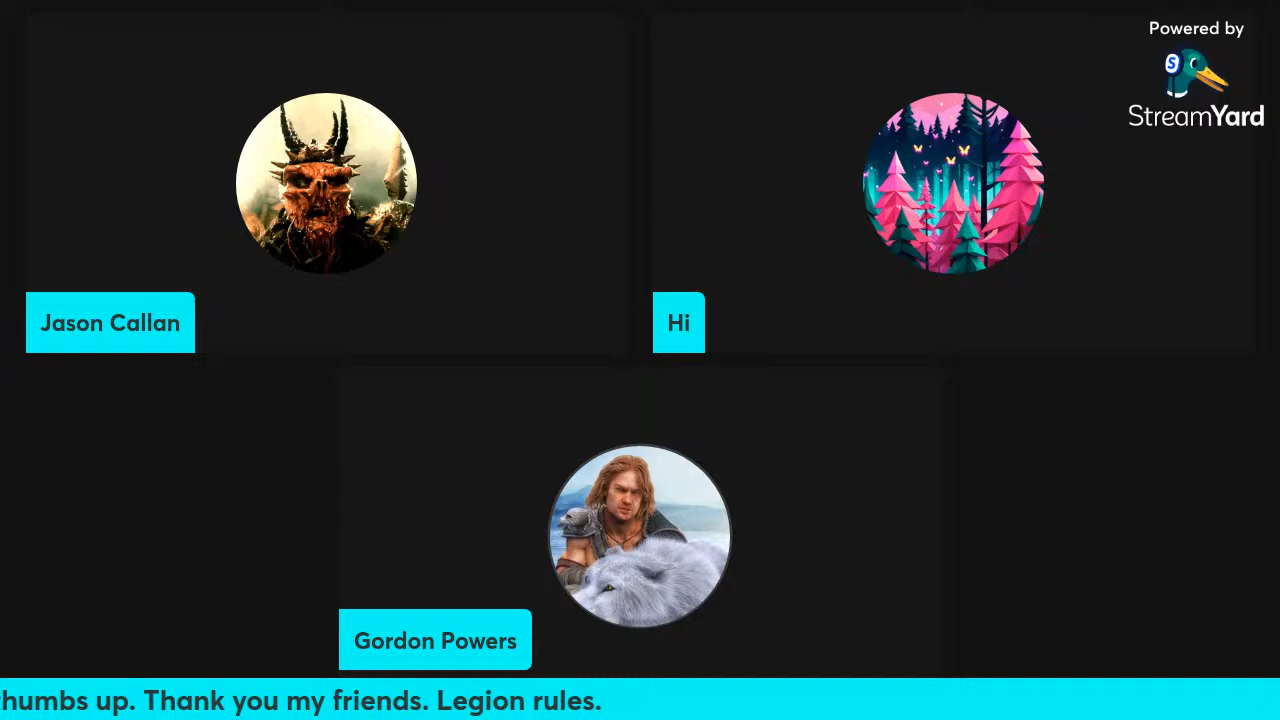 Powered by
S
StreamYard
Jason Callan
Hi
Gordon Powers
humbs up. Thank you my friends. Legion rules.